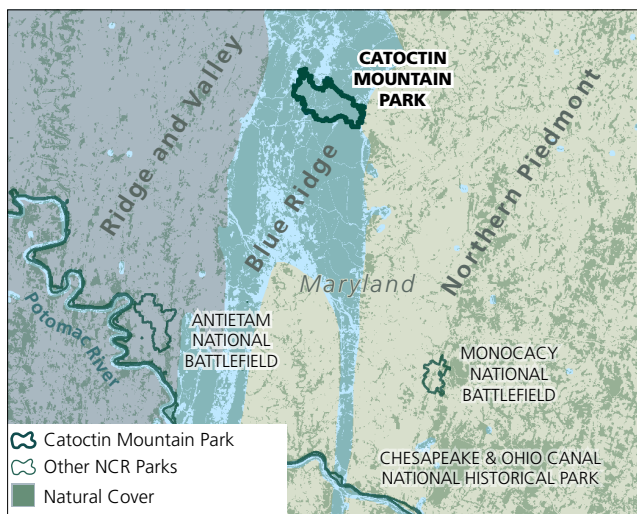 CATOCTIN
MOUNTAIN
PARK
Ridge and Valley
Blue Ridge
Northern Piedmont
Maryland
Potomac River
ANTIETAM
NATIONAL
BATTLEFIELD
MONOCACY
NATIONAL
BATTLEFIELD
CHESAPEAKE & OHIO CANAL
NATIONAL HISTORICAL PARK
Catoctin Mountain Park
Other NCR Parks
Natural Cover